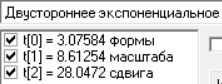 Двустороннее экспоненциальное
t[0] = 3.07584 формы
t[1] = 8.61254 масштаба
t[2] = 28.0472 сдвига